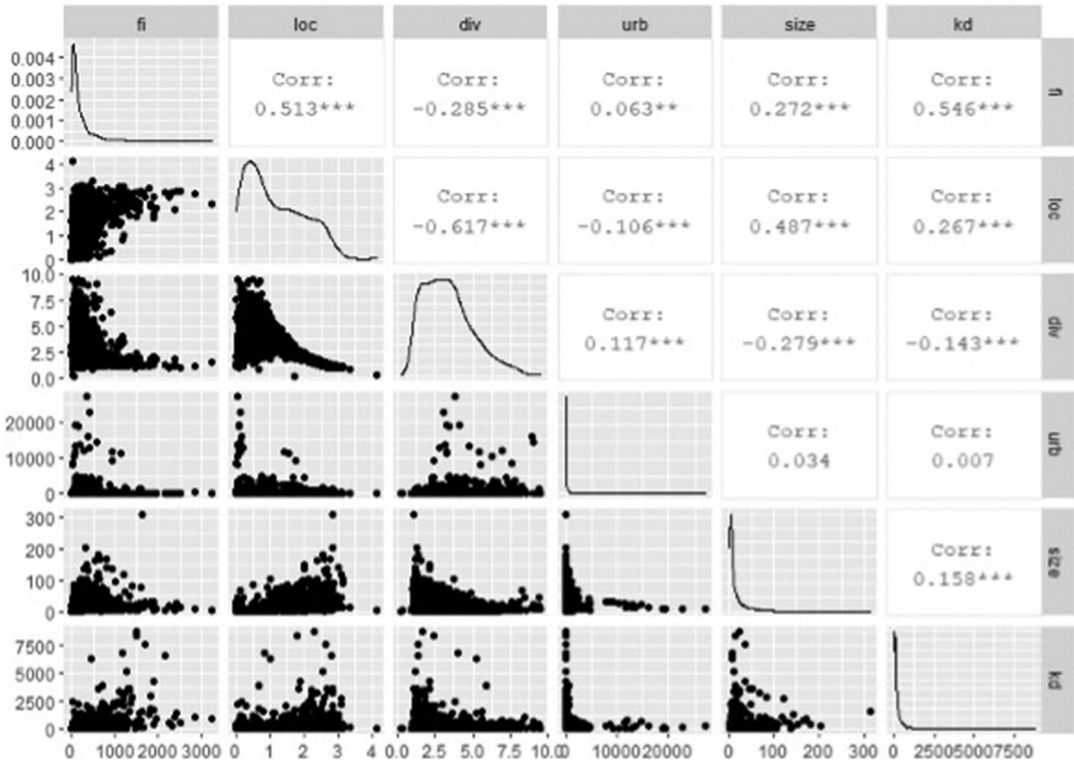 fi loc div urb size kd
0.004
0.003
0.002
0.001
0.000
Corr:
0.513***
Corr:
-0.285***
Corr:
0.063**
Corr:
0.272***
Corr:
0.546***
fi
4
3
2
1
0
Corr:
-0.617***
Corr:
-0.106***
Corr:
0.487***
Corr:
0.267***
loc
10.0
7.5
5.0
2.5
0.0
Corr:
0.117***
Corr:
-0.279***
Corr:
-0.143***
div
20000
10000
0
Corr:
0.034
Corr:
0.007
urb
300
200
100
0
Corr:
0.158***
size
7500
5000
2500
0
kd
0 1000 2000 3000 0 1 2 3 4 0.0 2.5 5.0 7.5 10.0 0 10000 20000 0 100 200 300 0 2500 5000 7500